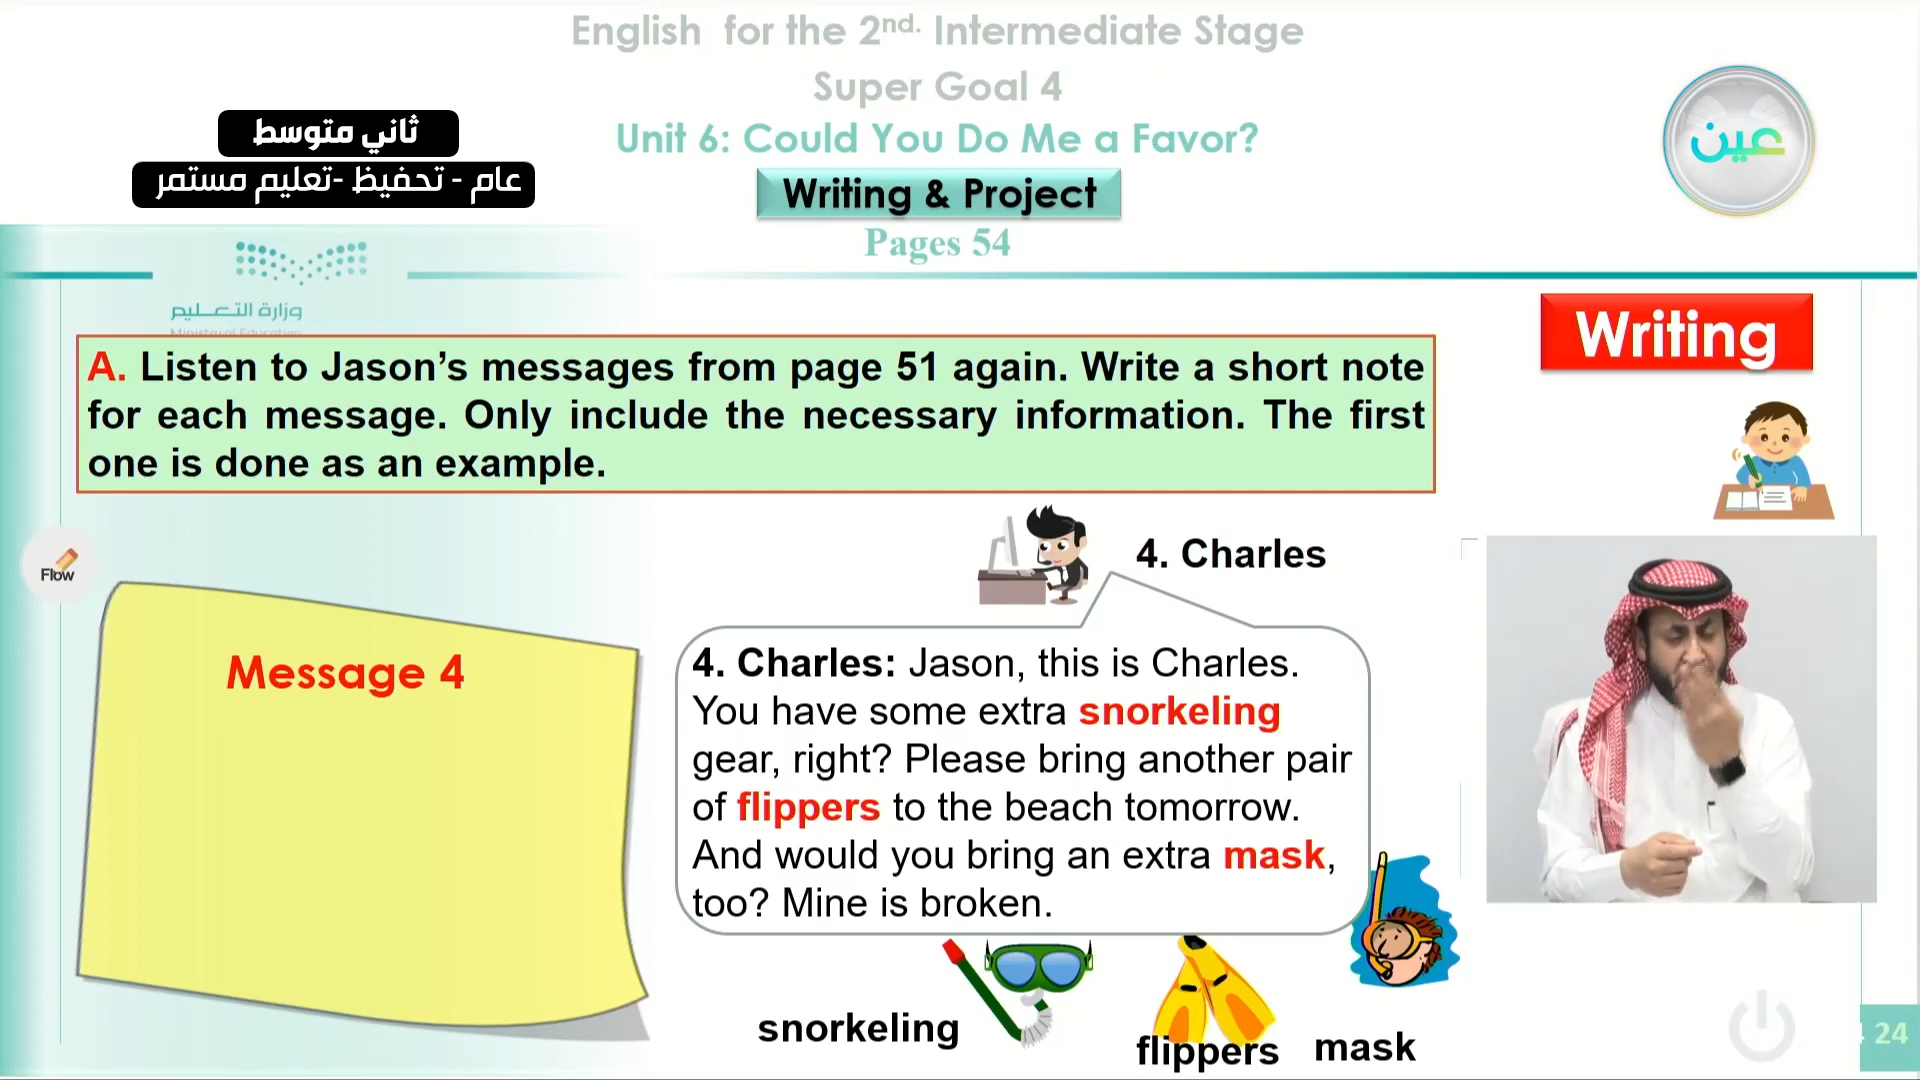 English for the 2nd. Intermediate Stage
Super Goal 4
Unit 6: Could You Do Me a Favor?
Writing & Project
Pages 54
ثاني متوسط
عام - تحفيظ -تعليم مستمر
عين
وزارة التعليم
Ministry of Education
Writing
A. Listen to Jason’s messages from page 51 again. Write a short note
for each message. Only include the necessary information. The first
one is done as an example.
Flow
4. Charles
Message 4
4. Charles: Jason, this is Charles.
You have some extra snorkeling
gear, right? Please bring another pair
of flippers to the beach tomorrow.
And would you bring an extra mask,
too? Mine is broken.
snorkeling
flippers
mask
24